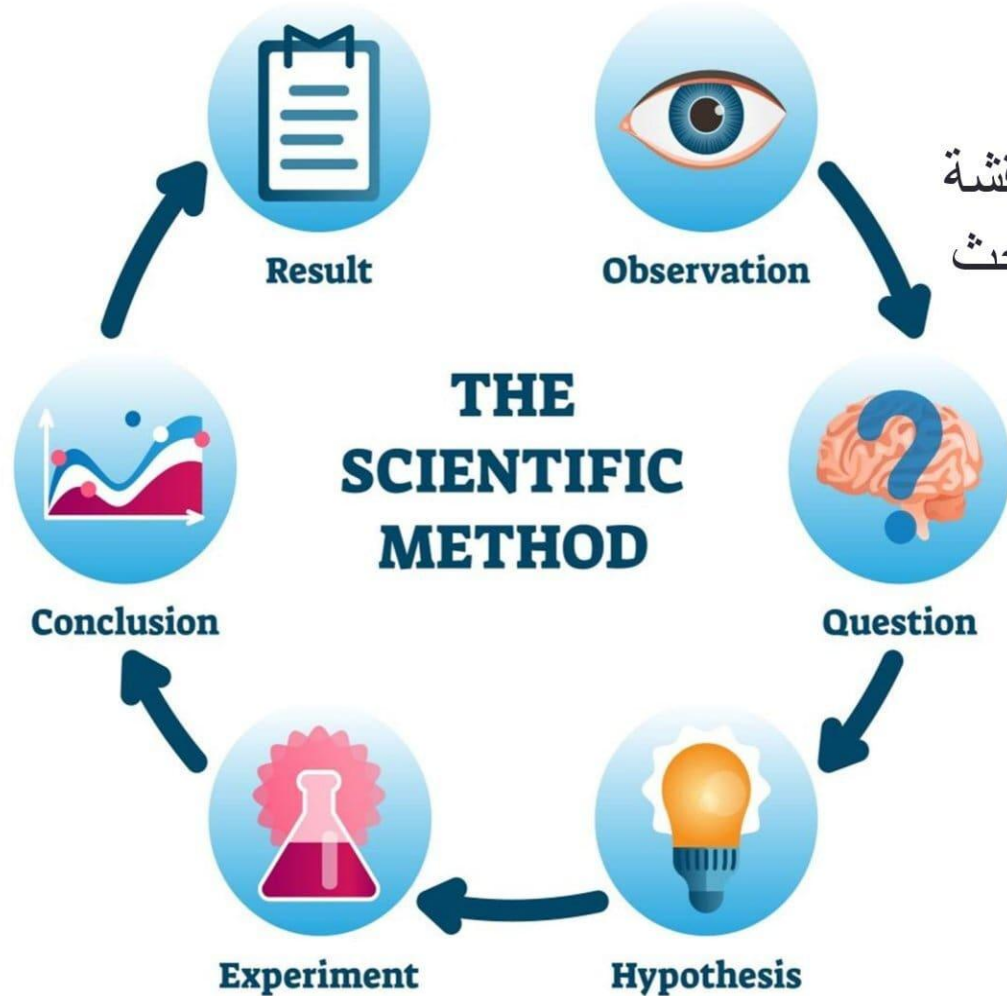 Observation
Question
Hypothesis
Experiment
Conclusion
Result
THE
SCIENTIFIC
METHOD